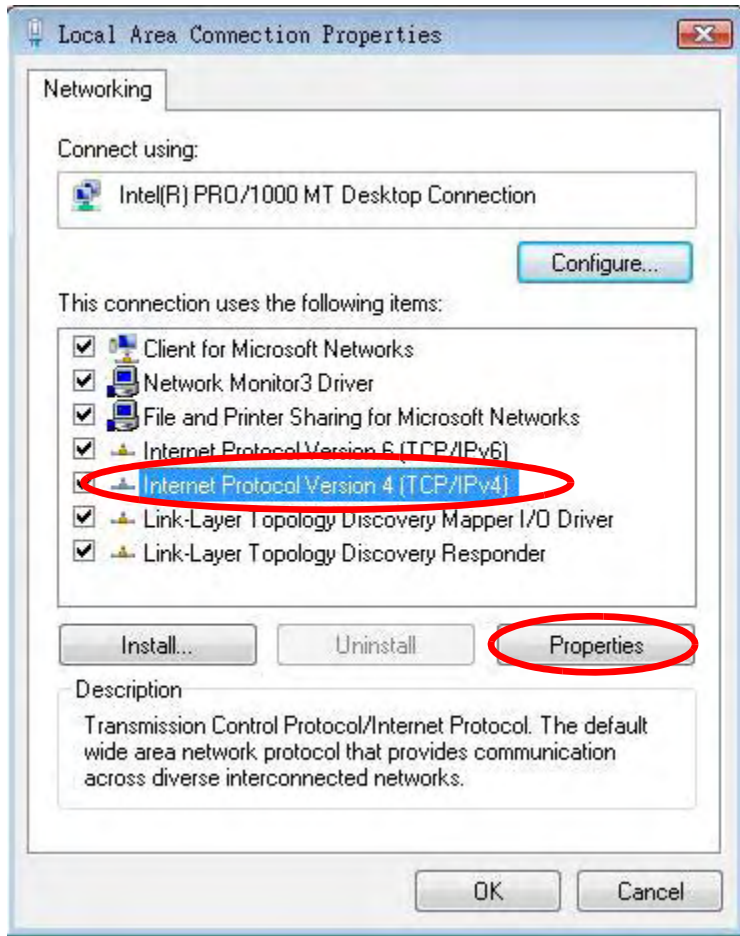 Local Area Connection Properties
Networking
Connect using:
Intel(R) PRO/1000 MT Desktop Connection
Configure...
This connection uses the following items:
Client for Microsoft Networks
Network Monitor3 Driver
File and Printer Sharing for Microsoft Networks
Internet Protocol Version 6 (TCP/IPv6)
Internet Protocol Version 4 (TCP/IPv4)
Link-Layer Topology Discovery Mapper I/O Driver
Link-Layer Topology Discovery Responder
Install... Uninstall Properties
Description
Transmission Control Protocol/Internet Protocol. The default
wide area network protocol that provides communication
across diverse interconnected networks.
OK Cancel